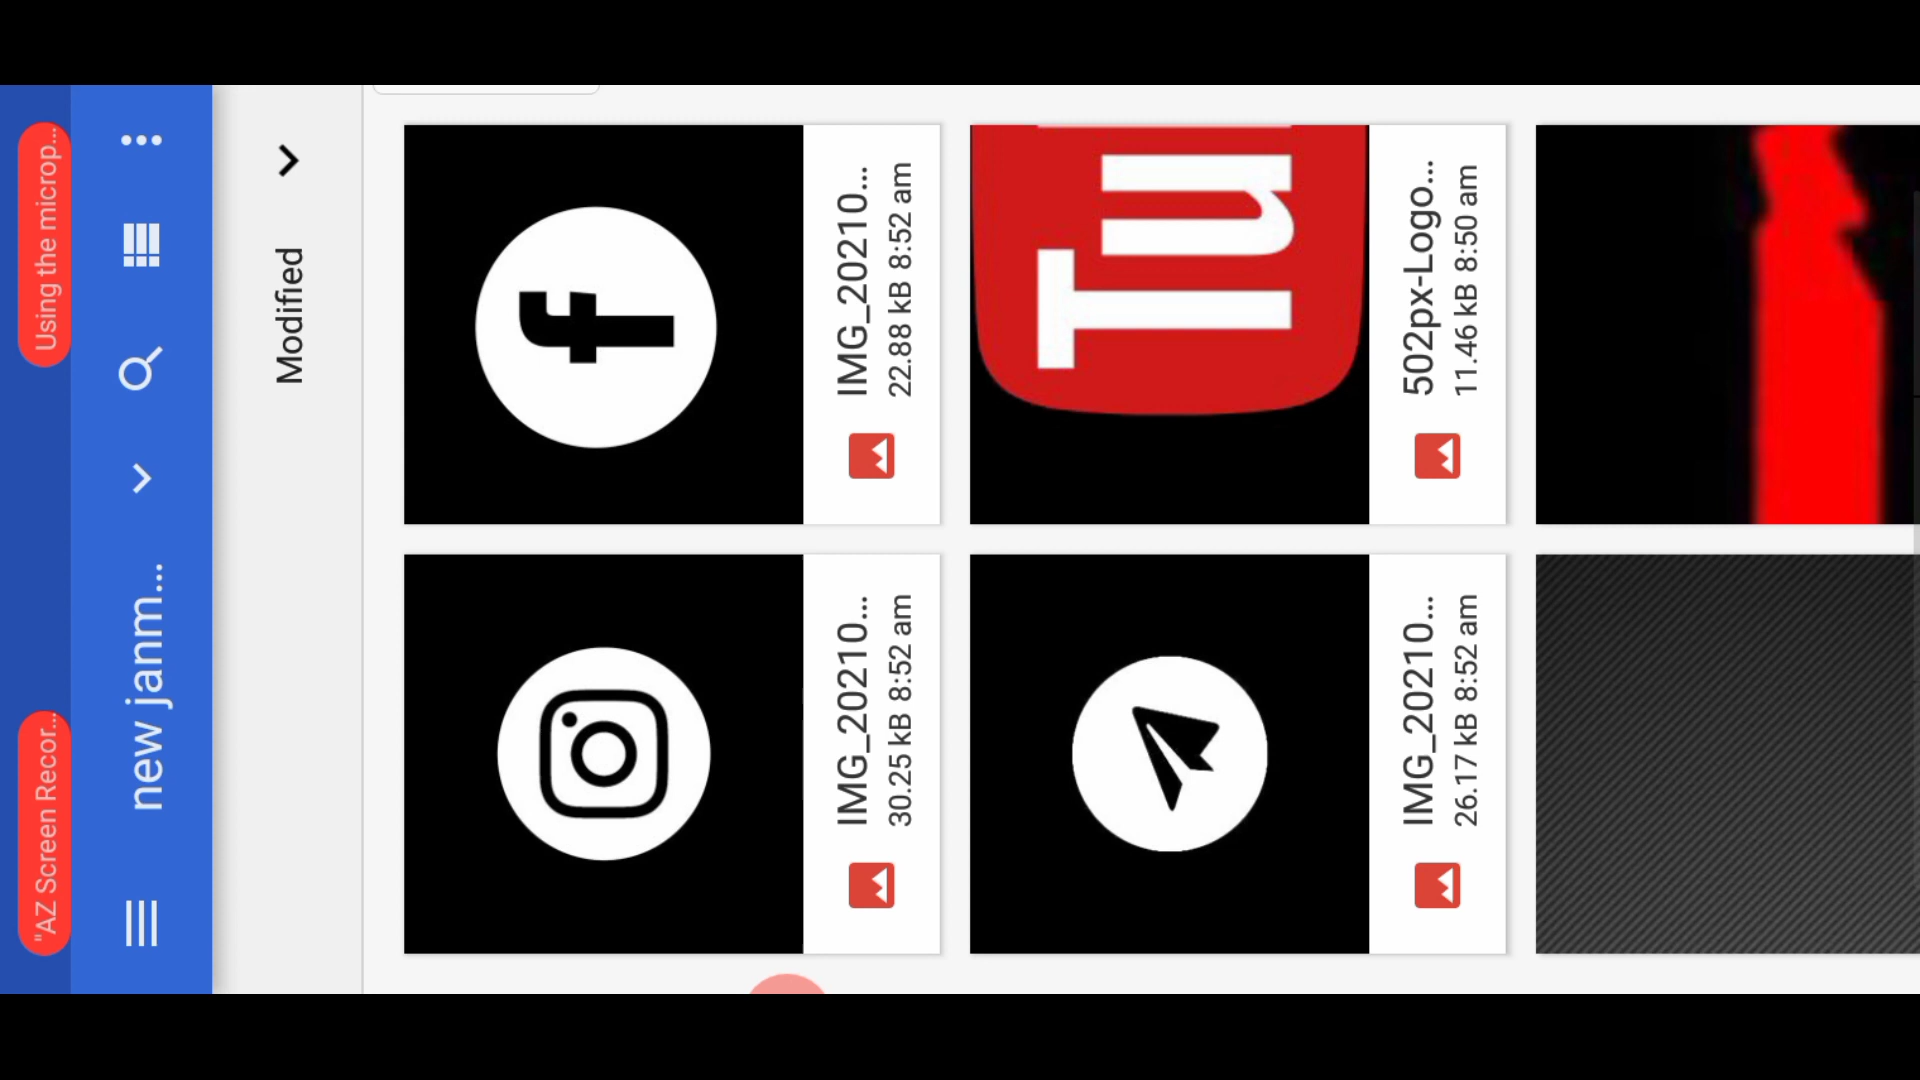 "AZ Screen Recor...
Using the microp...
new janm...
Modified
IMG_20210...
30.25 kB 8:52 am
IMG_20210...
22.88 kB 8:52 am
IMG_20210...
26.17 kB 8:52 am
Tu
502px-Logo...
11.46 kB 8:50 am